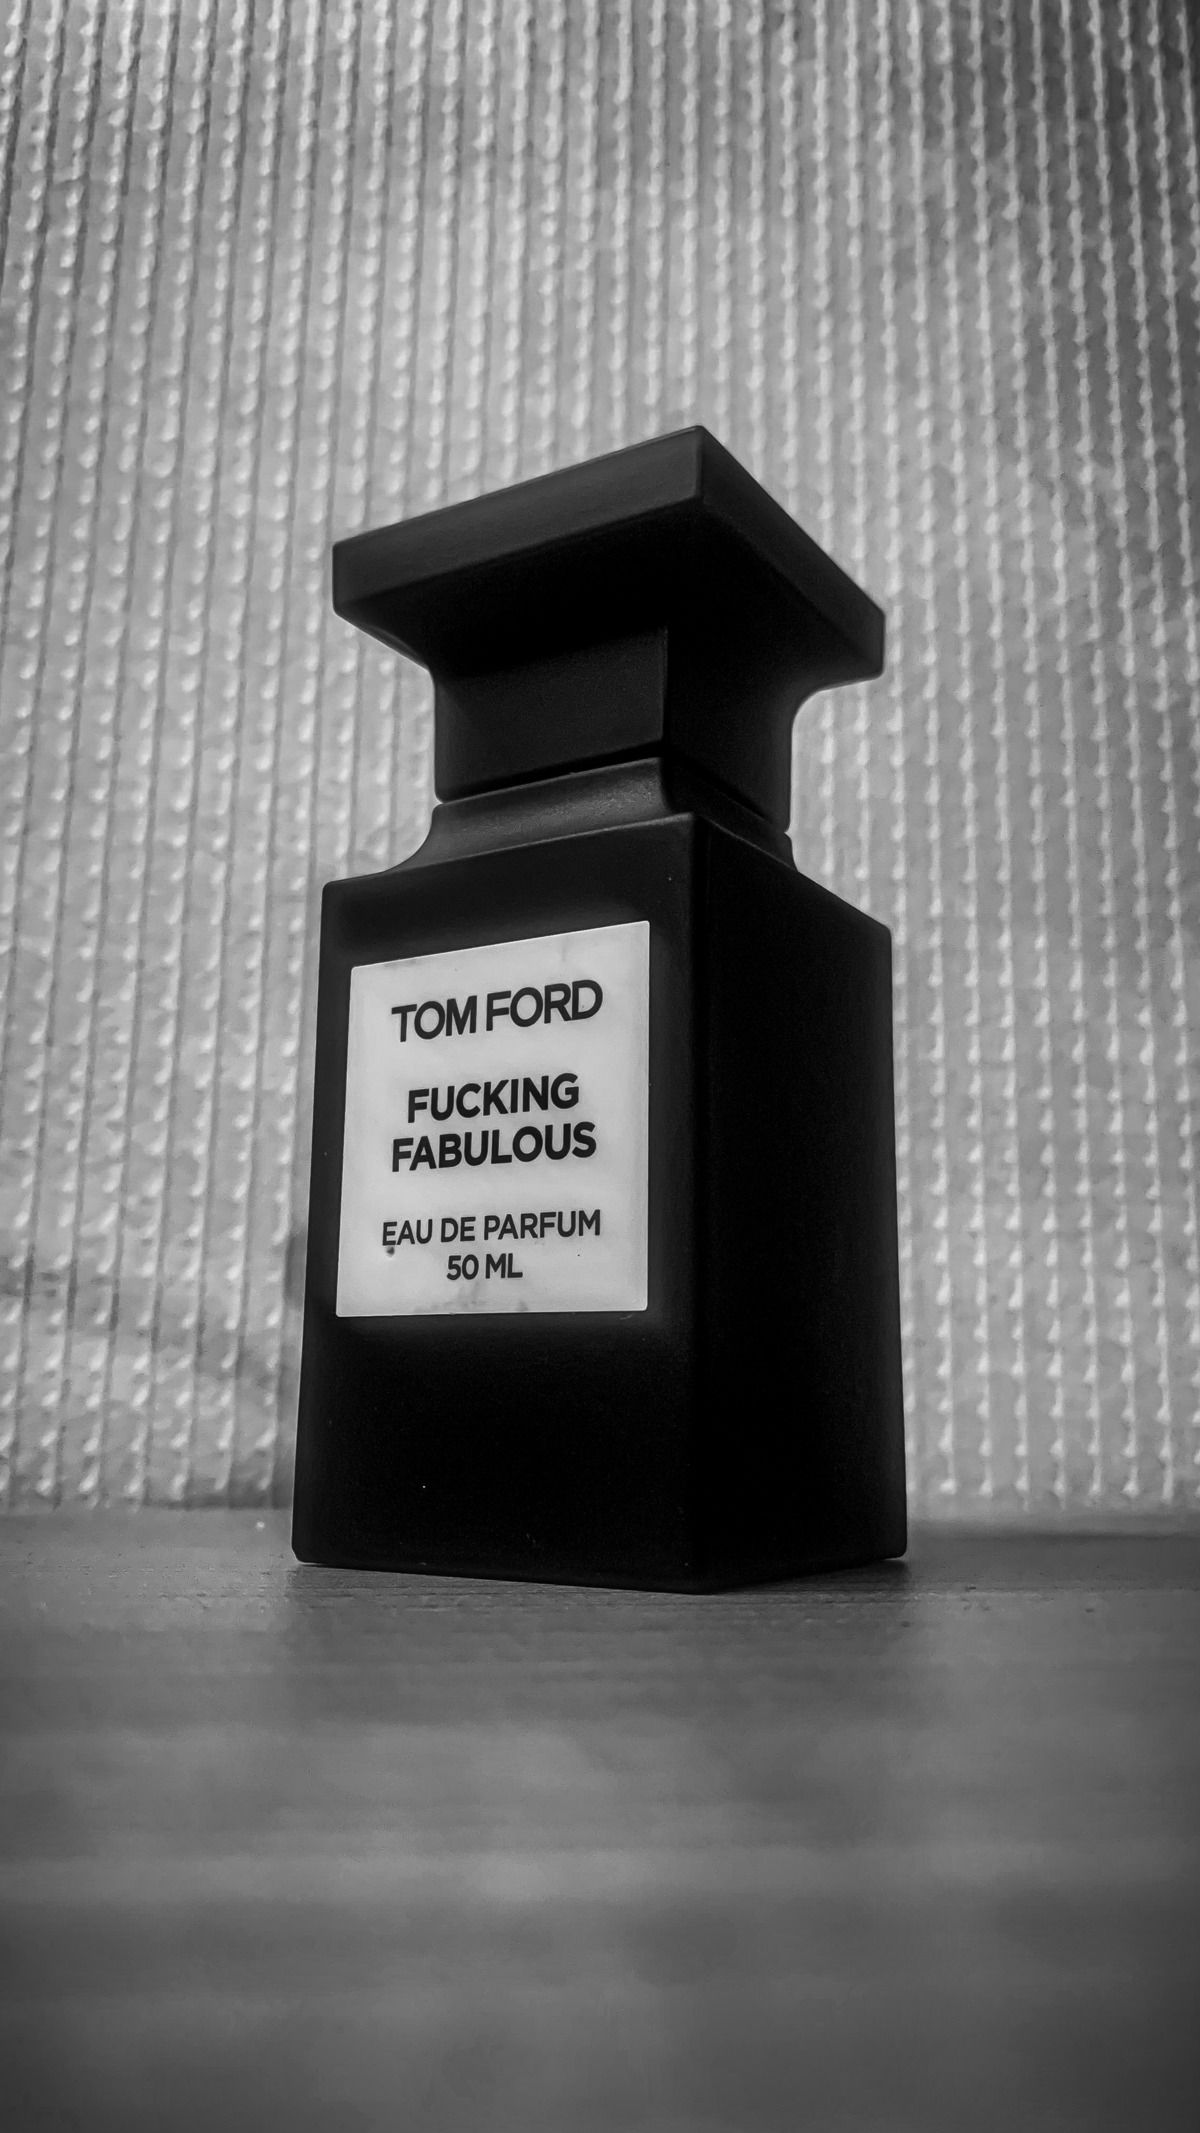 TOM FORD
FUCKING
FABULOUS
EAU DE PARFUM
50 ML